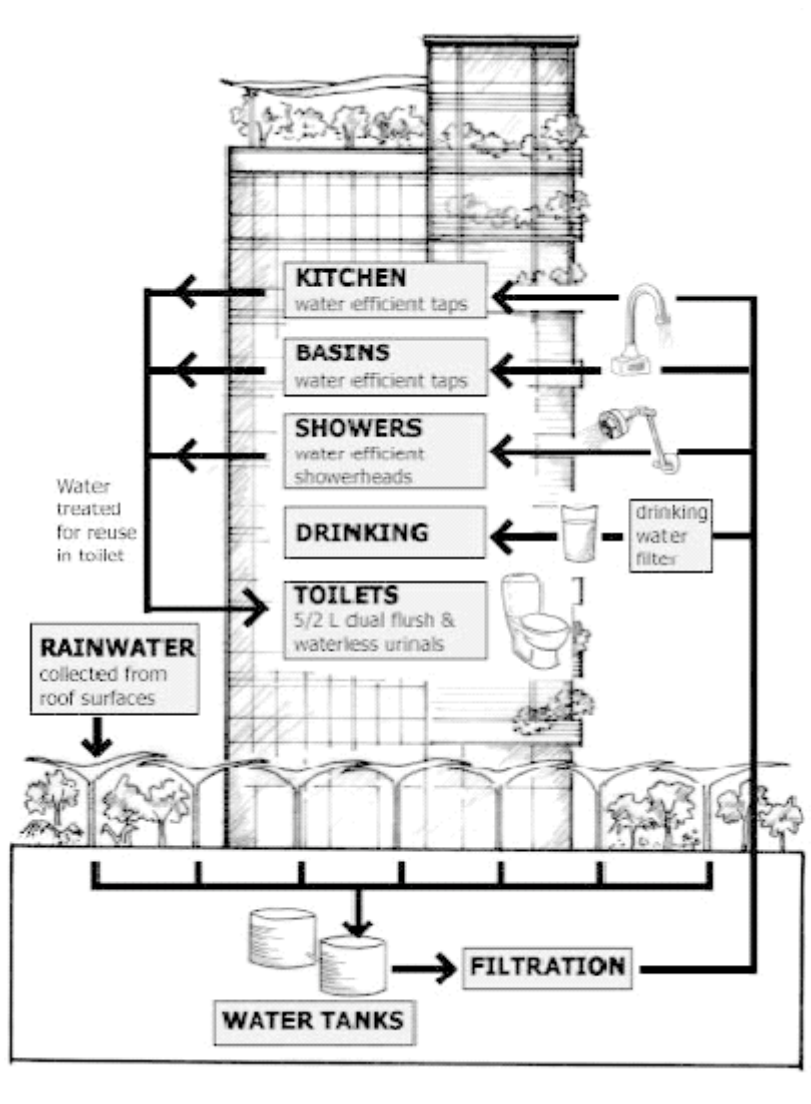 KITCHEN
water efficient taps
BASINS
water efficient taps
SHOWERS
water efficient
showerheads
DRINKING
drinking
water
filter
Water
treated
for reuse
in toilet
TOILETS
5/2 L dual flush &
waterless urinals
RAINWATER
collected from
roof surfaces
FILTRATION
WATER TANKS